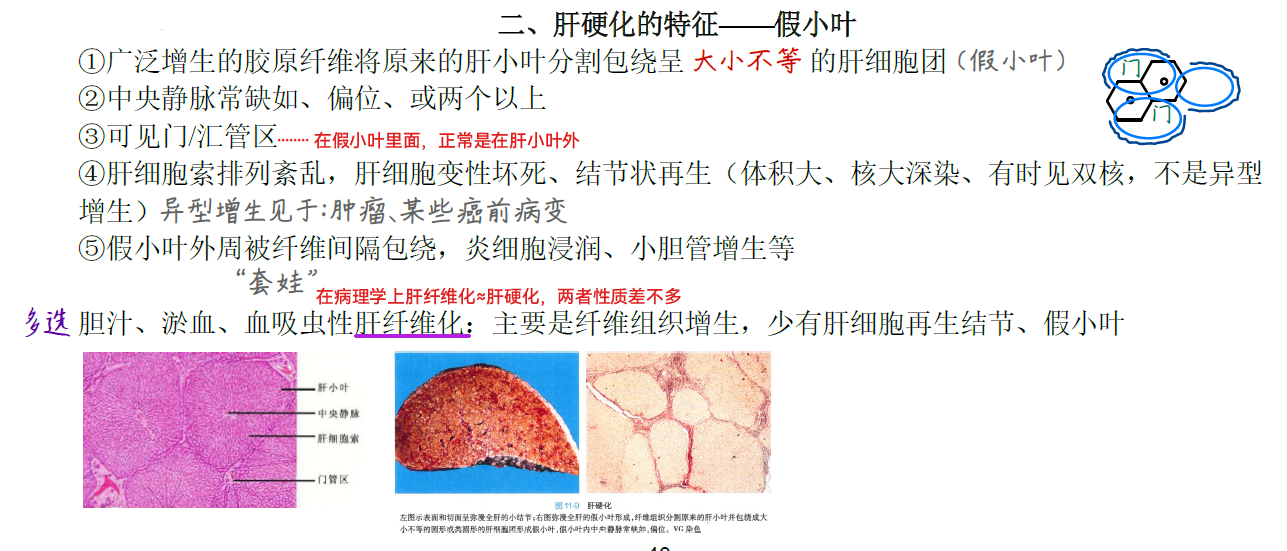 二、肝硬化的特征——假小叶
①广泛增生的胶原纤维将原来的肝小叶分割包绕呈 大小不等 的肝细胞团（假小叶）
门
②中央静脉常缺如、偏位、或两个以上
门
③可见门/汇管区········ 在假小叶里面，正常是在肝小叶外
④肝细胞索排列紊乱，肝细胞变性坏死、结节状再生（体积大、核大深染、有时见双核，不是异型
增生）异型增生见于：肿瘤、某些癌前病变
⑤假小叶外周被纤维间隔包绕，炎细胞浸润、小胆管增生等
“套娃”
在病理学上肝纤维化≈肝硬化，两者性质差不多
多选 胆汁、淤血、血吸虫性肝纤维化：主要是纤维组织增生，少有肝细胞再生结节、假小叶
肝小叶
中央静脉
肝细胞索
门管区
图11-9 肝硬化
左图示表面和切面呈弥漫全肝的小结节；右图弥漫全肝的假小叶形成，纤维组织分割原来的肝小叶并包绕成大
小不等的圆形或类圆形的肝细胞团形成假小叶，假小叶内中央静脉常缺如、偏位。VG 染色